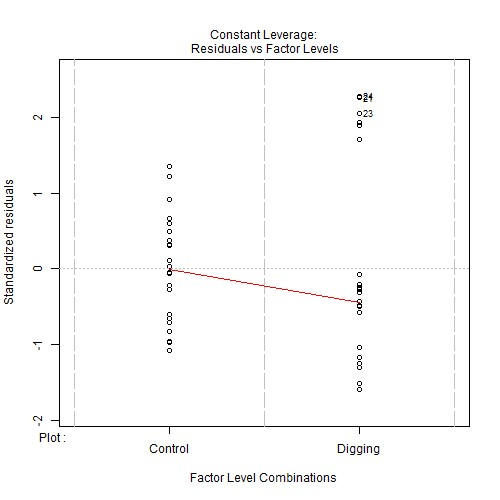 Constant Leverage:
Residuals vs Factor Levels
Standardized residuals
2
1
0
-1
-2
24
23
Plot :
Control
Digging
Factor Level Combinations